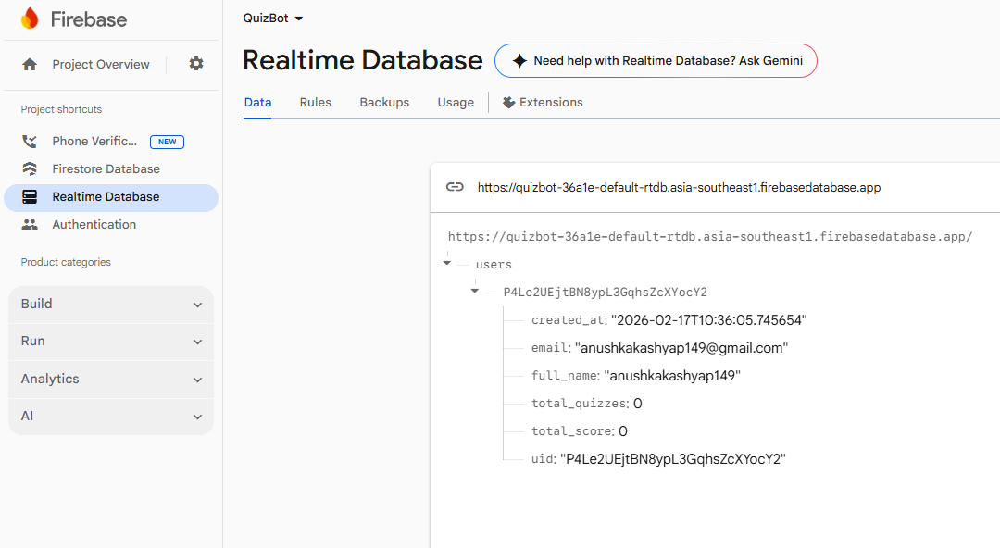 Firebase
Project Overview
Project shortcuts
Phone Verific... NEW
Firestore Database
Realtime Database
Authentication
Product categories
Build
Run
Analytics
AI
QuizBot
Realtime Database
Need help with Realtime Database? Ask Gemini
Data Rules Backups Usage Extensions
https://quizbot-36a1e-default-rtdb.asia-southeast1.firebasedatabase.app
https://quizbot-36a1e-default-rtdb.asia-southeast1.firebasedatabase.app/
users
P4Le2UEjtBN8ypL3GqhsZcXYocY2
created_at: "2026-02-17T10:36:05.745654"
email: "anushkakashyap149@gmail.com"
full_name: "anushkakashyap149"
total_quizzes: 0
total_score: 0
uid: "P4Le2UEjtBN8ypL3GqhsZcXYocY2"